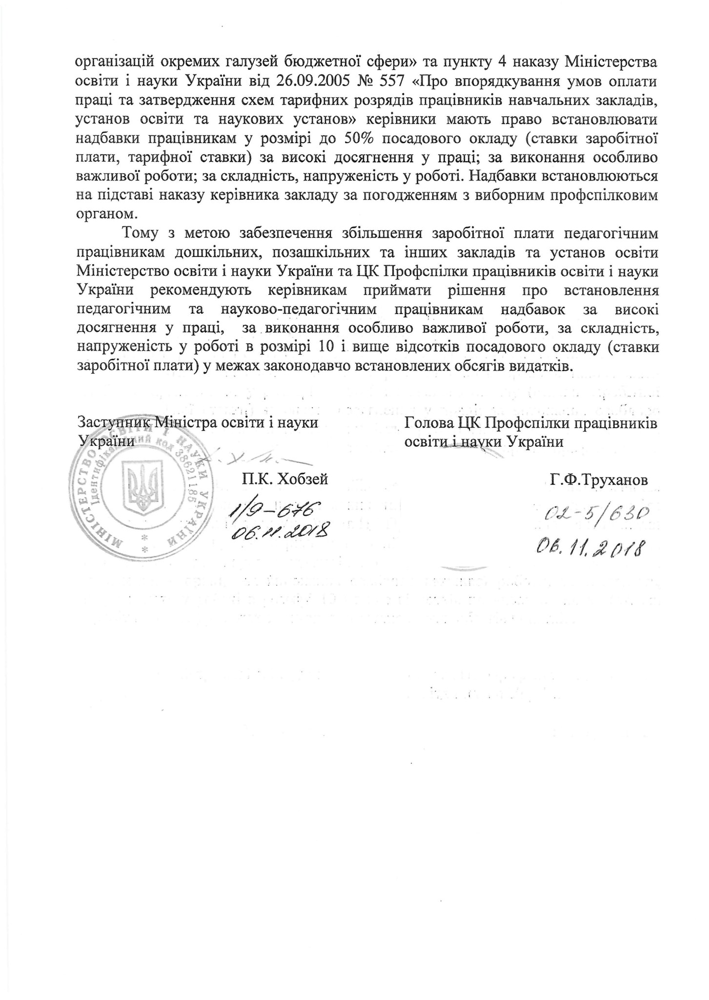 організацій окремих галузей бюджетної сфери» та пункту 4 наказу Міністерства
освіти і науки України від 26.09.2005 № 557 «Про впорядкування умов оплати
праці та затвердження схем тарифних розрядів працівників навчальних закладів,
установ освіти та наукових установ» керівники мають право встановлювати
надбавки працівникам у розмірі до 50% посадового окладу (ставки заробітної
плати, тарифної ставки) за високі досягнення у праці; за виконання особливо
важливої роботи; за складність, напруженість у роботі. Надбавки встановлюються
на підставі наказу керівника закладу за погодженням з виборним профспілковим
органом.
Тому з метою забезпечення збільшення заробітної плати педагогічним
працівникам дошкільних, позашкільних та інших закладів та установ освіти
Міністерство освіти і науки України та ЦК Профспілки працівників освіти і науки
України рекомендують керівникам приймати рішення про встановлення
педагогічним та науково-педагогічним працівникам надбавок за високі
досягнення у праці, за виконання особливо важливої роботи, за складність,
напруженість у роботі в розмірі 10 і вище відсотків посадового окладу (ставки
заробітної плати) у межах законодавчо встановлених обсягів видатків.
Заступник Міністра освіти і науки
України
Голова ЦК Профспілки працівників
освіти і науки України
МІНІСТЕРСТВО ОСВІТИ І НАУКИ УКРАЇНИ
Ідентифікаційний код 38621185
* *
П.К. Хобзей
Г.Ф.Труханов
1/9-676
06.11.2018
02-5/630
06.11.2018